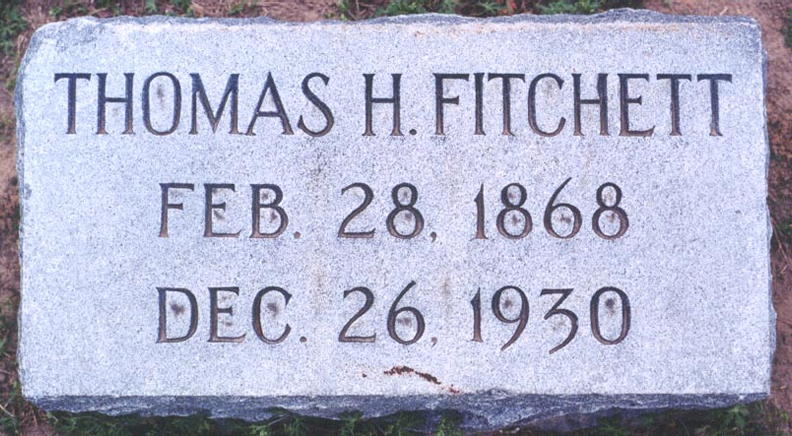 THOMAS H. FITCHETT
FEB. 28, 1868
DEC. 26, 1930